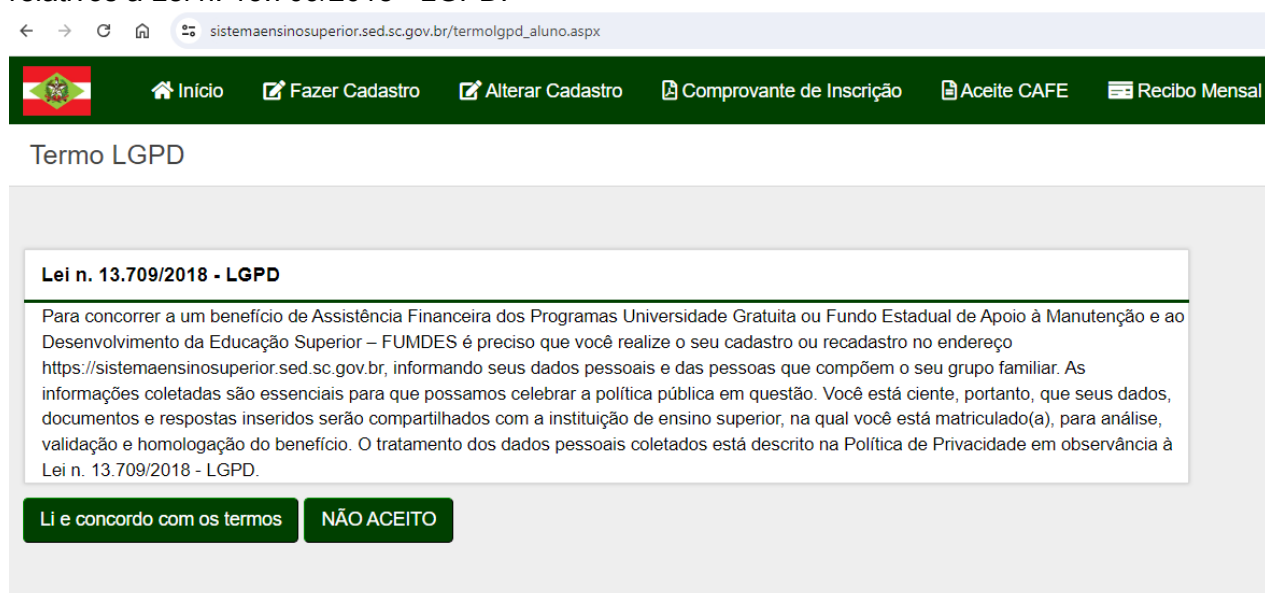 relativos à Lei n. 13.709/2018 - LGPD.
sistemaensinosuperior.sed.sc.gov.br/termolgpd_aluno.aspx
Início Fazer Cadastro Alterar Cadastro Comprovante de Inscrição Aceite CAFE Recibo Mensal
Termo LGPD
Lei n. 13.709/2018 - LGPD
Para concorrer a um benefício de Assistência Financeira dos Programas Universidade Gratuita ou Fundo Estadual de Apoio à Manutenção e ao
Desenvolvimento da Educação Superior – FUMDES é preciso que você realize o seu cadastro ou recadastro no endereço
https://sistemaensinosuperior.sed.sc.gov.br, informando seus dados pessoais e das pessoas que compõem o seu grupo familiar. As
informações coletadas são essenciais para que possamos celebrar a política pública em questão. Você está ciente, portanto, que seus dados,
documentos e respostas inseridos serão compartilhados com a instituição de ensino superior, na qual você está matriculado(a), para análise,
validação e homologação do benefício. O tratamento dos dados pessoais coletados está descrito na Política de Privacidade em observância à
Lei n. 13.709/2018 - LGPD.
Li e concordo com os termos NÃO ACEITO